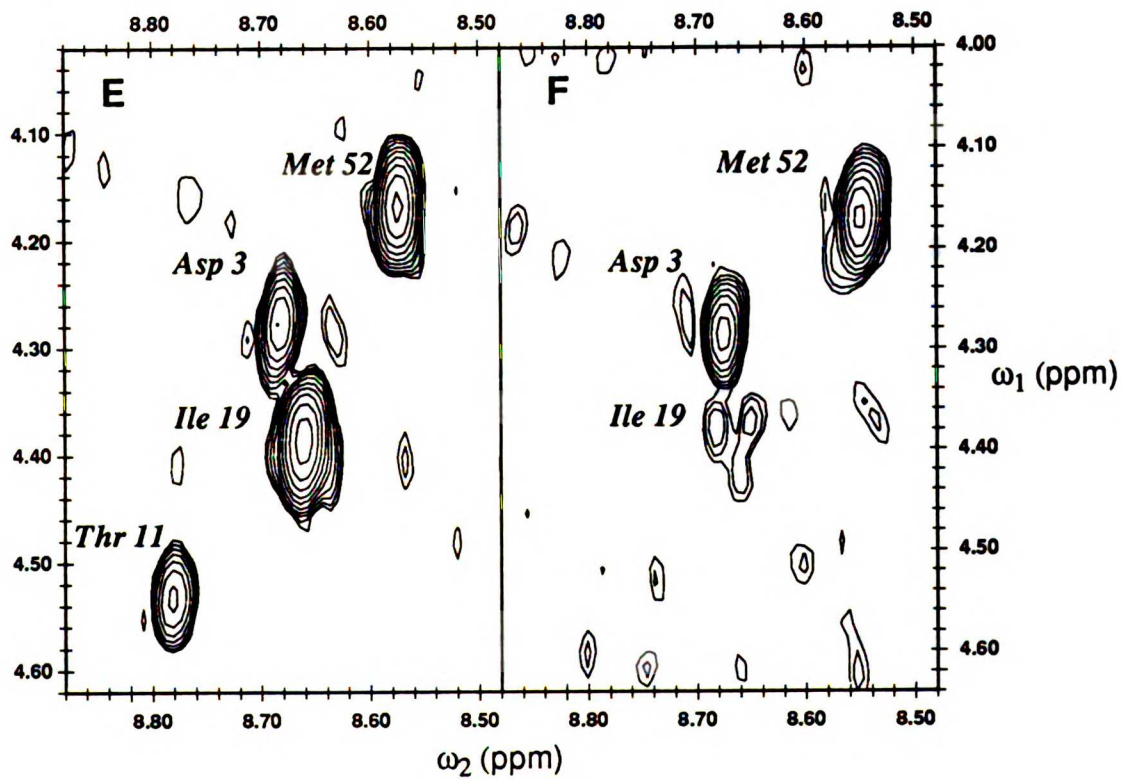 8.80 8.70 8.60 8.80 8.70 8.60 8.50
4.00
E F
4.10 4.10
Met 52 Met 52
4.20 4.20
Asp 3 Asp 3
4.30 4.30
ω1 (ppm)
Ile 19 Ile 19
4.40 4.40
Thr 11
4.50 4.50
4.60 4.60
8.80 8.70 8.60 8.50 8.80 8.70 8.60 8.50
ω2 (ppm)